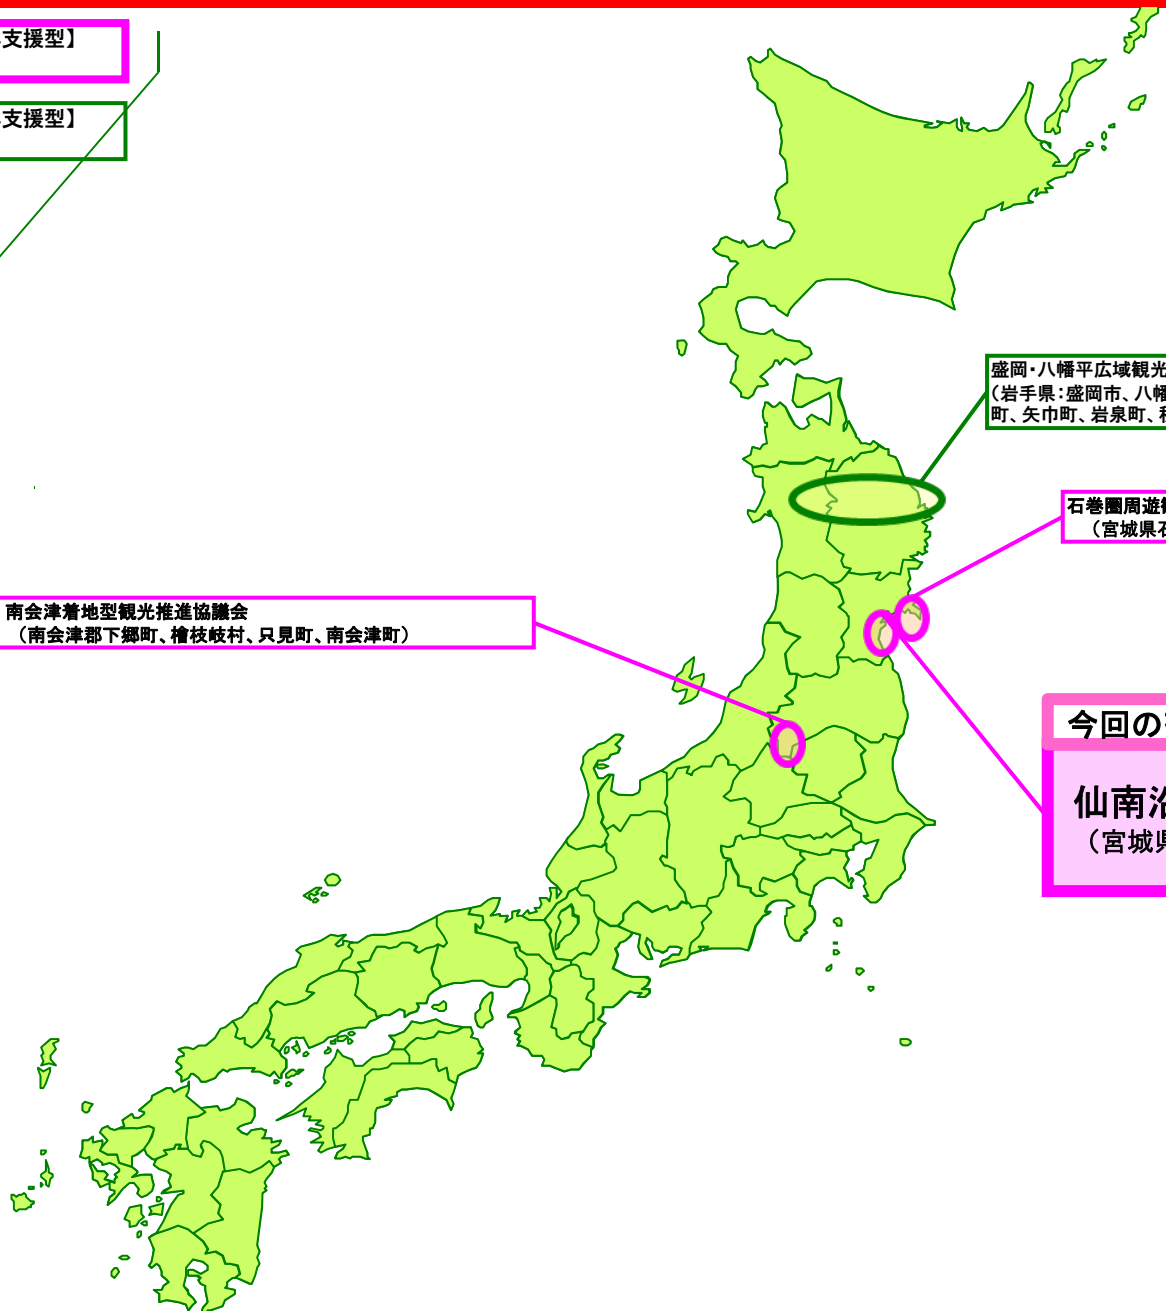 支援型】
支援型】
盛岡・八幡平広域観光
（岩手県：盛岡市、八幡
町、矢巾町、岩泉町、
石巻圏周遊
（宮城県石
南会津着地型観光推進協議会
（南会津郡下郷町、檜枝岐村、只見町、南会津町）
今回の
仙南沿
（宮城県